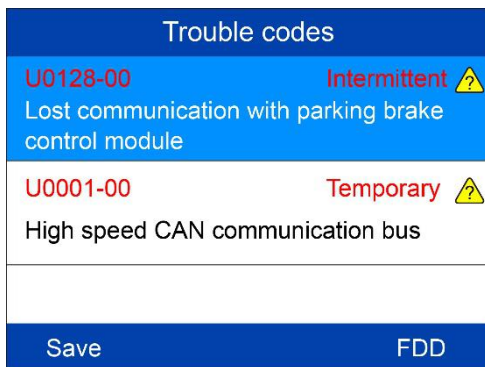 Trouble codes
U0128-00 Intermittent ?
Lost communication with parking brake
control module
U0001-00 Temporary ?
High speed CAN communication bus
Save FDD